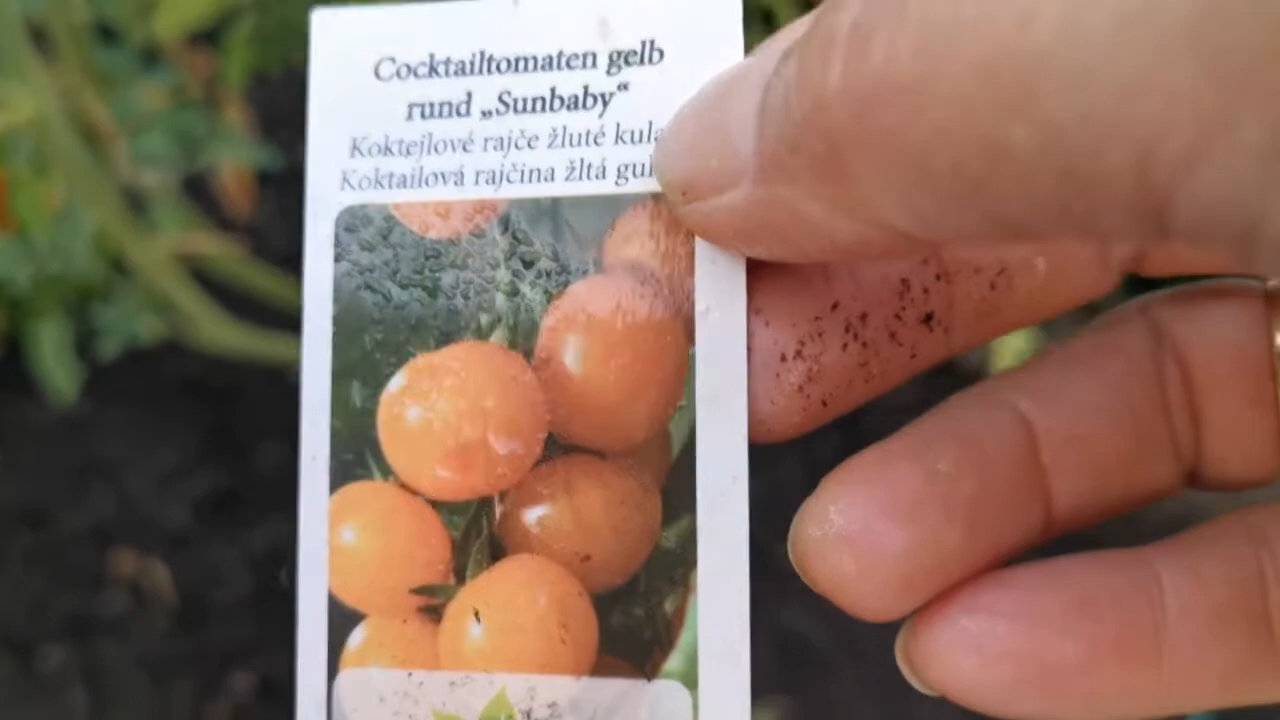 Cocktailtomaten gelb
rund „Sunbaby“
Koktejlové rajče žluté
Koktailová rajčina žltá